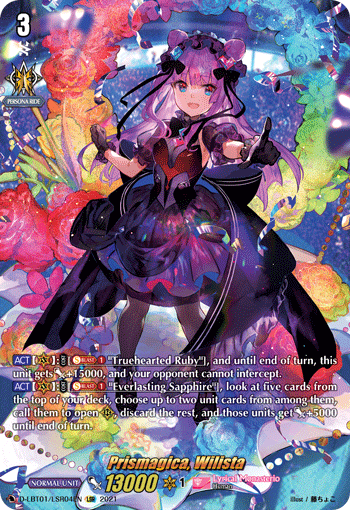 3
PERSONA RIDE
ACT 1 COST SOUL BLAST 1 "Truehearted Ruby"], and until end of turn, this
unit gets +15000, and your opponent cannot intercept.
ACT 1 COST SOUL BLAST 1 "Everlasting Sapphire"], look at five cards from
the top of your deck, choose up to two unit cards from among them,
call them to open, discard the rest, and those units get +5000
until end of turn.
Prismagica, Wilista
NORMAL UNIT
13000
1
Lyrical Monasterio
Human
D-LBT01/LSR04EN LSR 2021
illust / 藤ちょこ